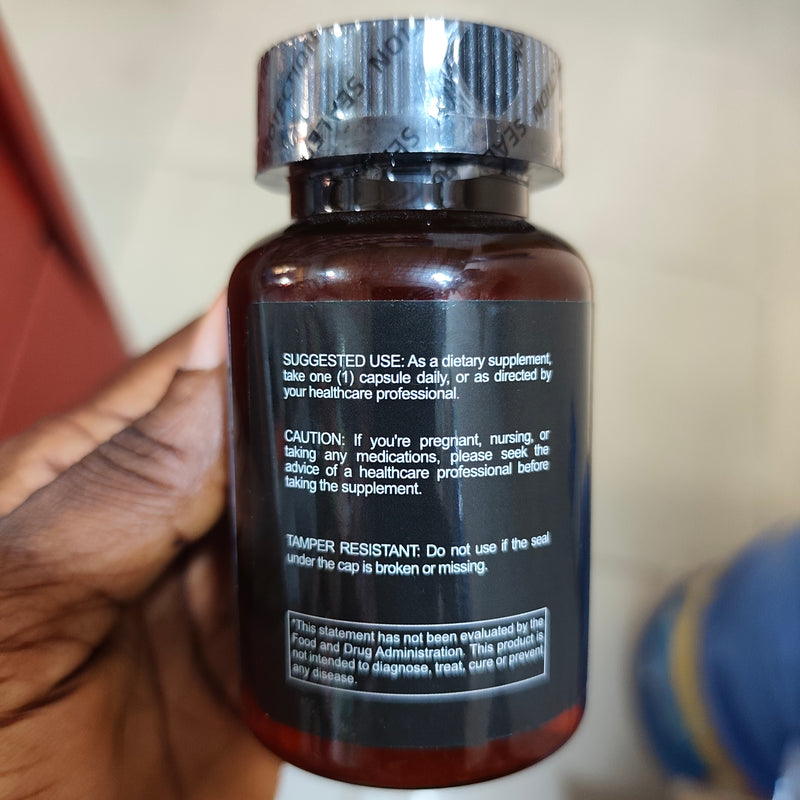 SEALED
SEALED
SUGGESTED USE: As a dietary supplement,
take one (1) capsule daily, or as directed by
your healthcare professional.
CAUTION: If you're pregnant, nursing, or
taking any medications, please seek the
advice of a healthcare professional before
taking the supplement.
TAMPER RESISTANT: Do not use if the seal
under the cap is broken or missing.
*This statement has not been evaluated by the
Food and Drug Administration. This product is
not intended to diagnose, treat, cure or prevent
any disease.